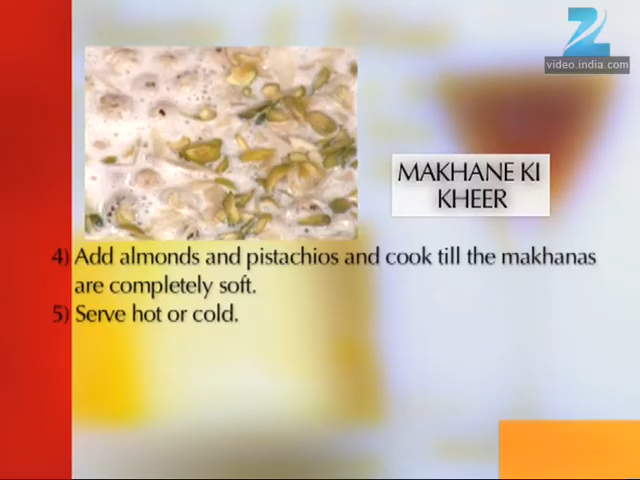 Z
video.india.com
MAKHANE KI
KHEER
4) Add almonds and pistachios and cook till the makhanas
are completely soft.
5) Serve hot or cold.